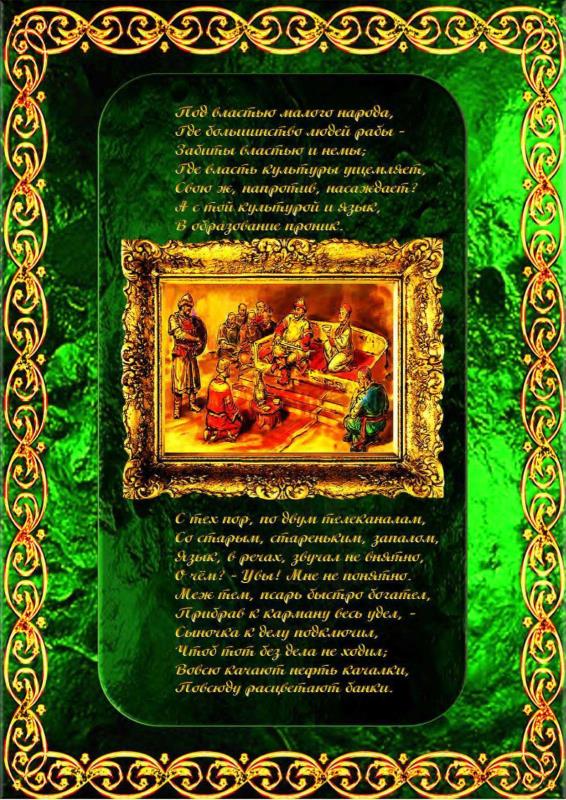 Под властью малого народа,
Где большинство людей рабы -
Забиты властью и немы;
Где власть культуры ущемляет,
Свою ж, напротив, насаждает?
А с той культурой и язык,
В образование проник.
С тех пор, по двум телеканалам,
Со старым, стареньким, запалом,
Язык, в речах, звучал не внятно,
О чём? - Увы! Мне не понятно.
Меж тем, псарь быстро богател,
Прибрав к карману весь удел, -
Сыночка к делу подключил,
Чтоб тот без дела не ходил;
Вовсю качают нефть качалки,
Повсюду расцветают банки.